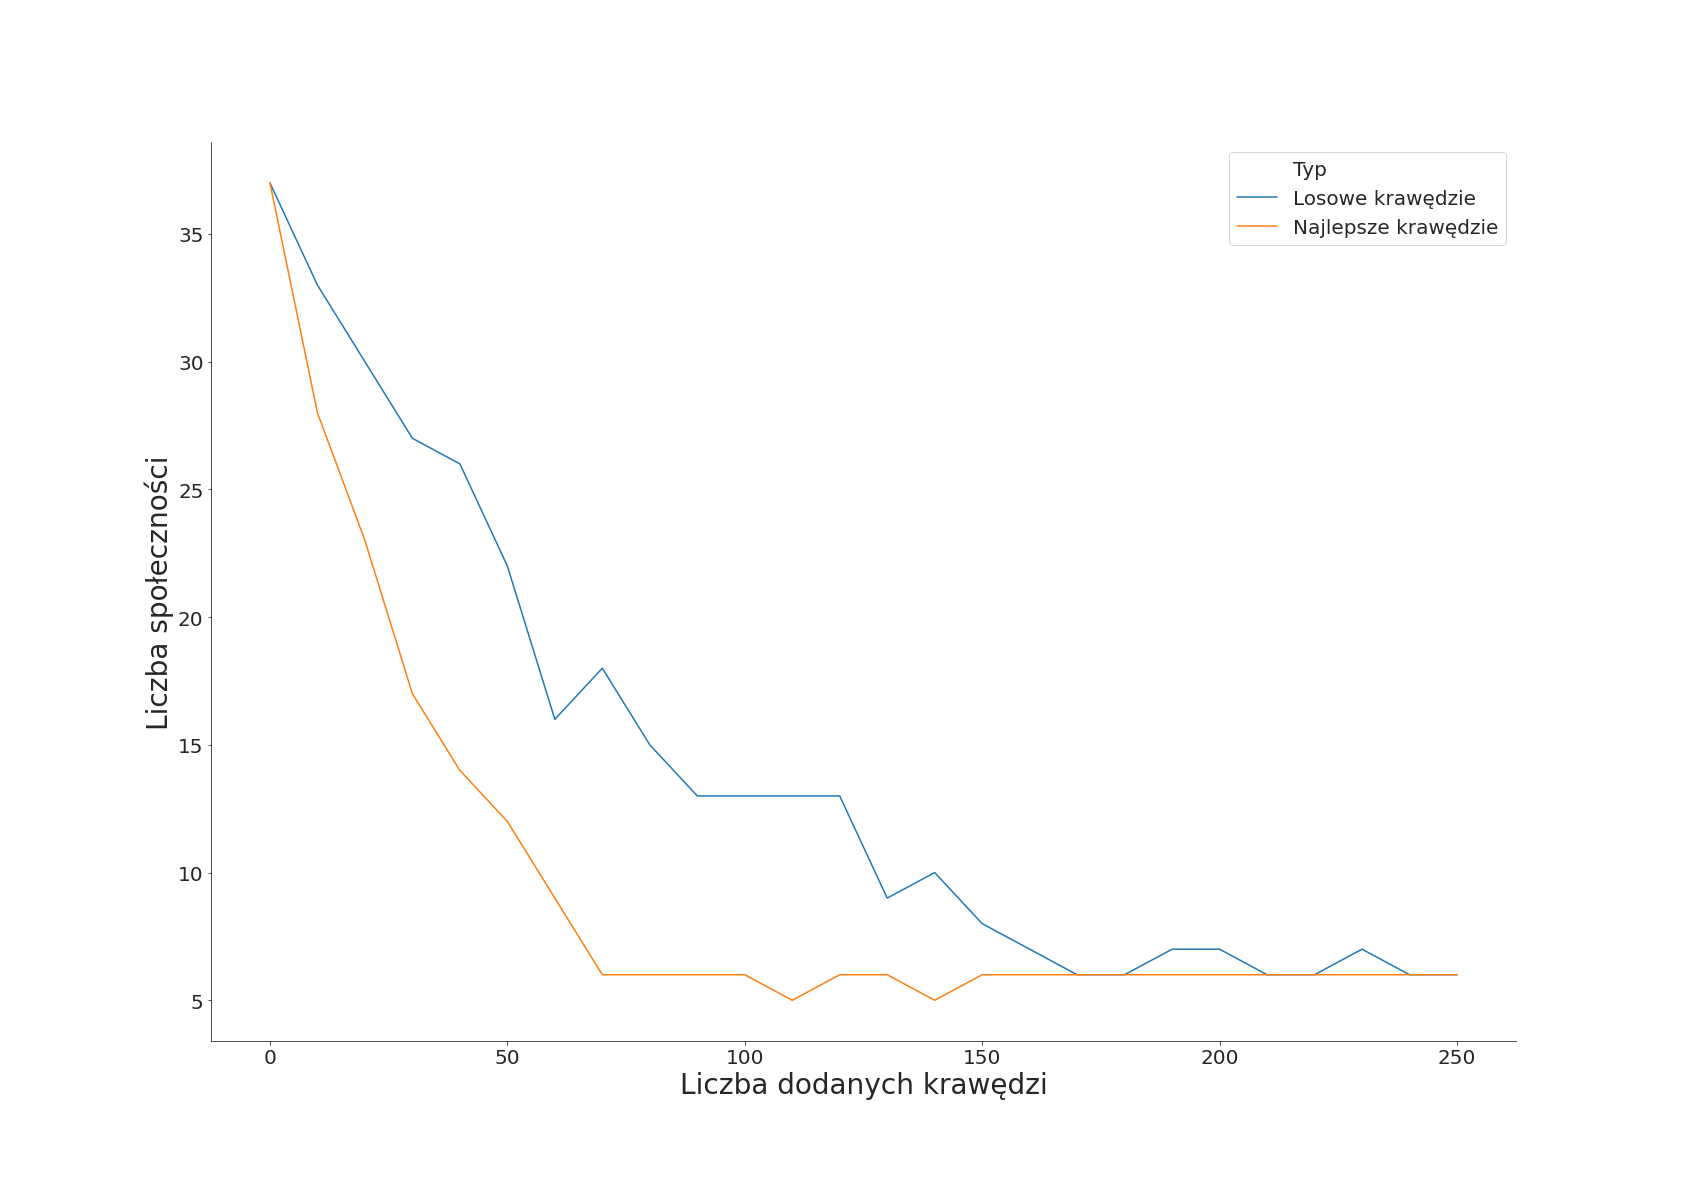 Typ
Losowe krawędzie
Najlepsze krawędzie
Liczba społeczności
35
30
25
20
15
10
5
0 50 100 150 200 250
Liczba dodanych krawędzi